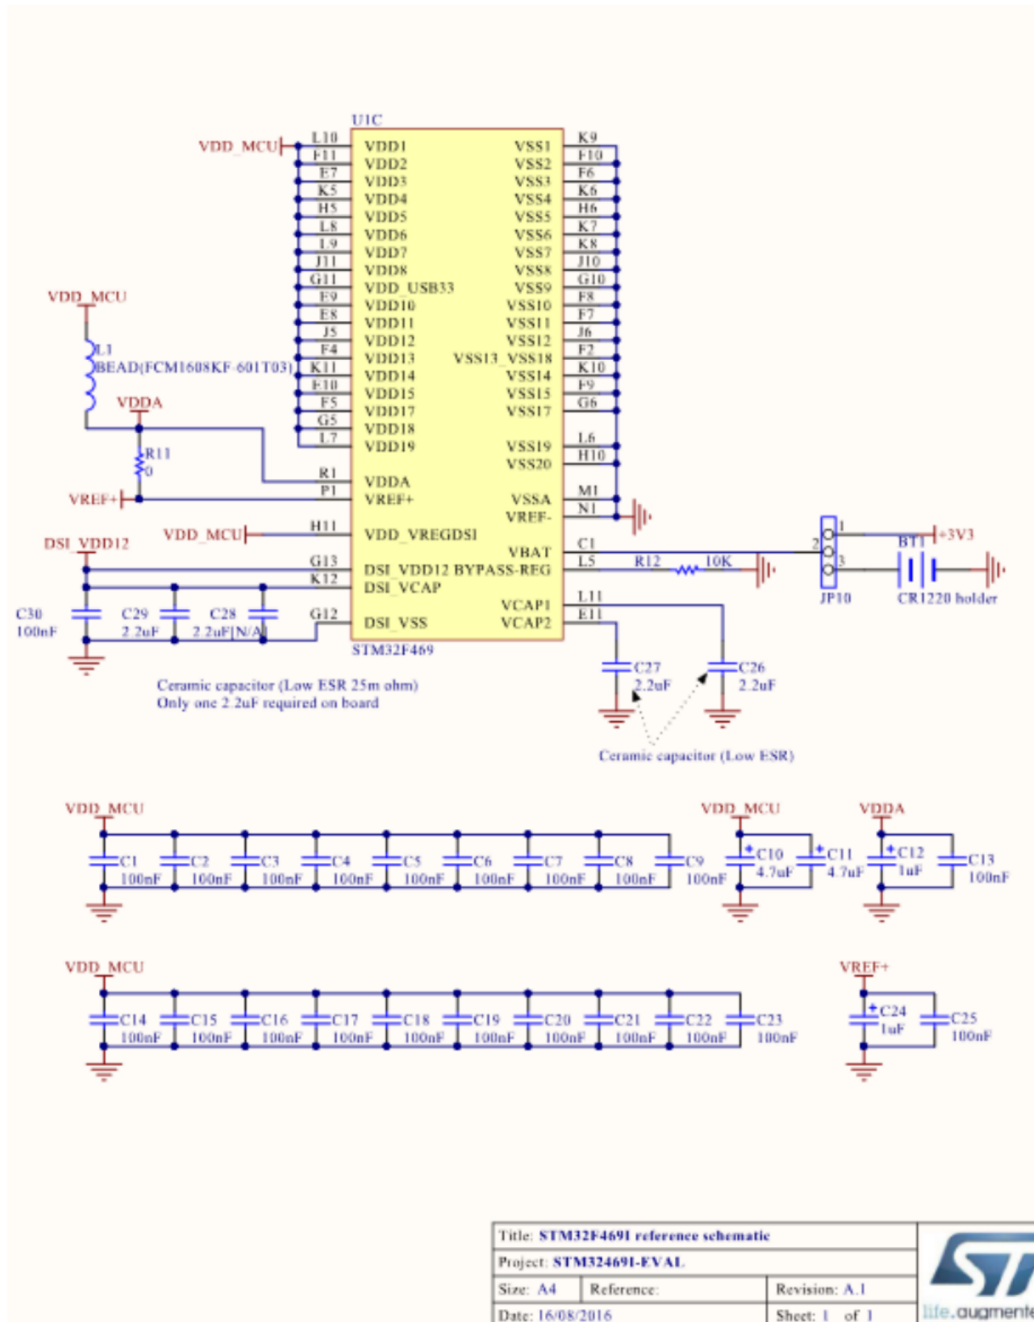 U1C
VDD_MCU
L10 VDD1 VSS1 K9
F11 VDD2 VSS2 F10
E7 VDD3 VSS3 F6
K5 VDD4 VSS4 K6
H5 VDD5 VSS5 H6
L8 VDD6 VSS6 K7
L9 VDD7 VSS7 K8
J11 VDD8 VSS8 J10
G11 VDD_USB33 VSS9 G10
E9 VDD10 VSS10 F8
E8 VDD11 VSS11 F7
J5 VDD12 VSS12 J6
F4 VDD13 VSS13_VSS18 F2
K11 VDD14 VSS14 K10
E10 VDD15 VSS15 F9
F5 VDD17 VSS17 G6
G5 VDD18
L7 VDD19 VSS19 L6
VSS20 H10
R1 VDDA
P1 VREF+ VSSA M1
VREF- N1
H11 VDD_VREGDSI
VBAT C1
G13 DSI_VDD12 BYPASS-REG L5
K12 DSI_VCAP
VCAP1 L11
G12 DSI_VSS VCAP2 E11
STM32F469
VDD_MCU
L1
BEAD(FCM1608KF-601T03)
VDDA
R11
0
VREF+
VDD_MCU
DSI_VDD12
C30
100nF
C29
2.2uF
C28
2.2uF[N/A]
R12 10K
1
2
3
JP10
+3V3
BT1
CR1220 holder
C27
2.2uF
C26
2.2uF
Ceramic capacitor (Low ESR 25m ohm)
Only one 2.2uF required on board
Ceramic capacitor (Low ESR)
VDD_MCU VDD_MCU VDDA
C1 C2 C3 C4 C5 C6 C7 C8 C9 C10 C11 C12 C13
100nF 100nF 100nF 100nF 100nF 100nF 100nF 100nF 100nF 4.7uF 4.7uF 1uF 100nF
VDD_MCU VREF+
C14 C15 C16 C17 C18 C19 C20 C21 C22 C23 C24 C25
100nF 100nF 100nF 100nF 100nF 100nF 100nF 100nF 100nF 100nF 1uF 100nF
Title: STM32F469I reference schematic
Project: STM32469I-EVAL
Size: A4 Reference: Revision: A.1
Date: 16/08/2016 Sheet: 1 of 1
ST
life.augmente